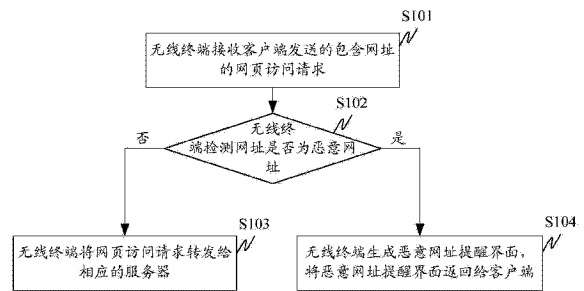 S101
无线终端接收客户端发送的包含网址
的网页访问请求
S102
无线终
端检测网址是否为恶意网
址
否
是
S103
无线终端将网页访问请求转发给
相应的服务器
S104
无线终端生成恶意网址提醒界面，
将恶意网址提醒界面返回给客户端